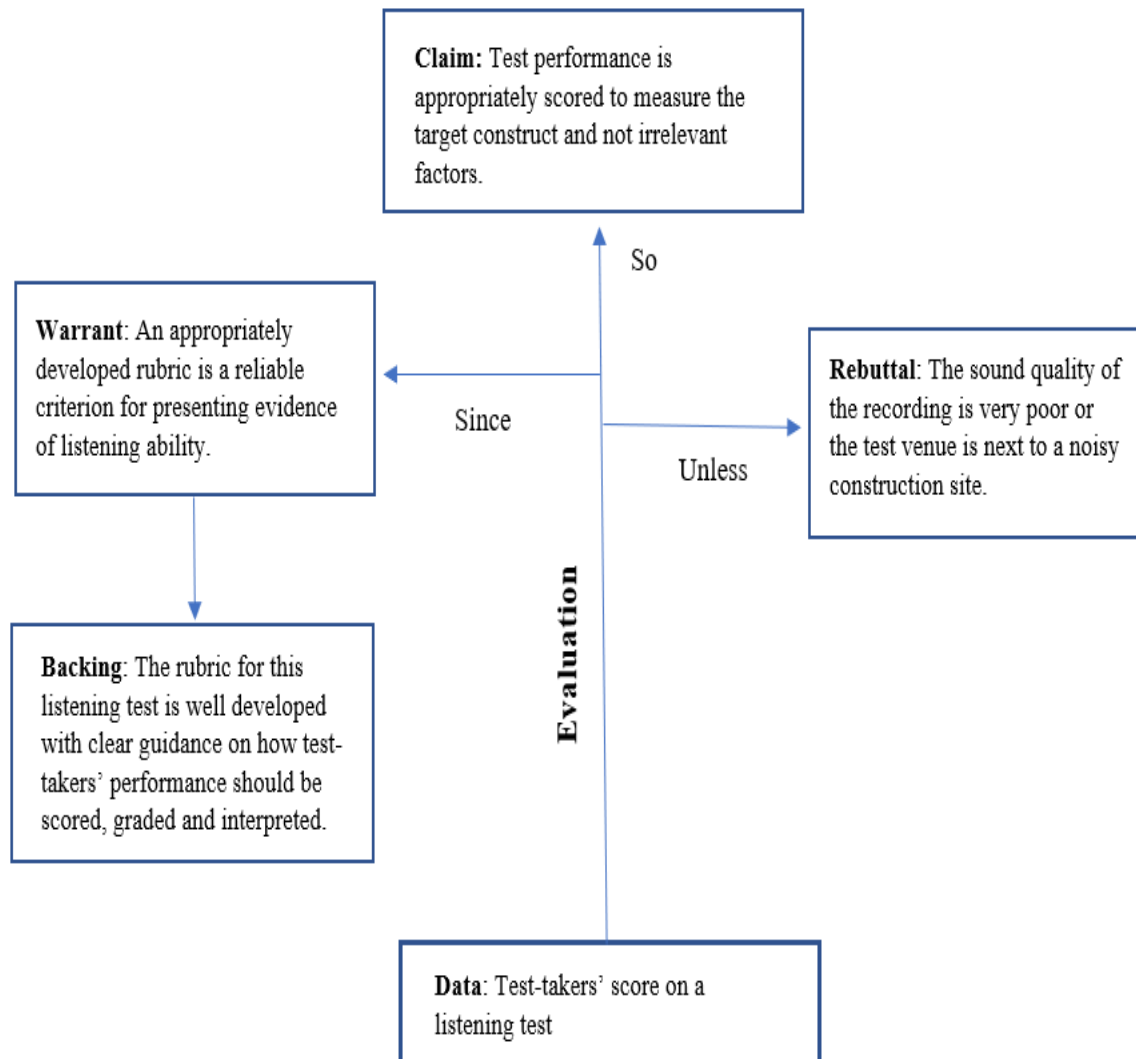 Claim: Test performance is
appropriately scored to measure the
target construct and not irrelevant
factors.
So
Warrant: An appropriately
developed rubric is a reliable
criterion for presenting evidence
of listening ability.
Since
Rebuttal: The sound quality of
the recording is very poor or
the test venue is next to a noisy
construction site.
Unless
Evaluation
Backing: The rubric for this
listening test is well developed
with clear guidance on how test-
takers’ performance should be
scored, graded and interpreted.
Data: Test-takers’ score on a
listening test